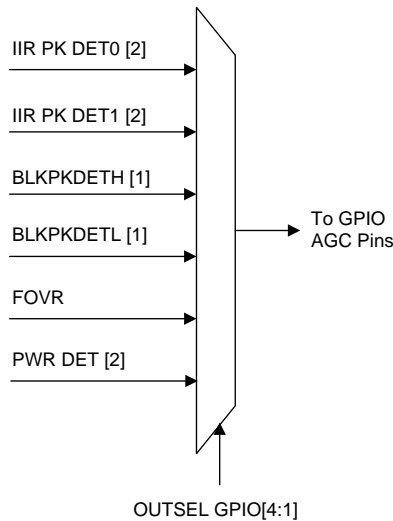 IIR PK DET0 [2]
IIR PK DET1 [2]
BLKPKDETH [1]
BLKPKDETL [1]
FOVR
PWR DET [2]
To GPIO
AGC Pins
OUTSEL GPIO[4:1]